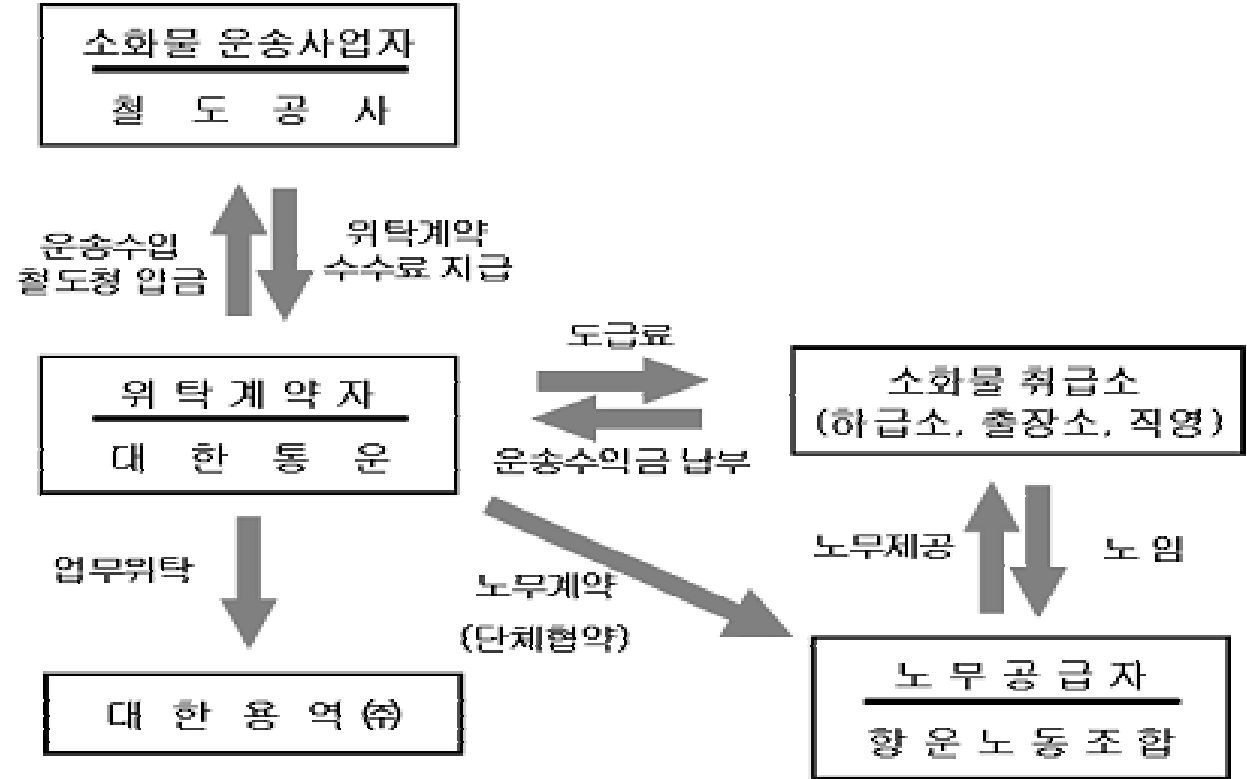 소화물 운송사업자
철 도 공 사
운송수입
철도청 입금
위탁계약
수수료 지급
도급료
위 탁 계 약 자
대 한 통 운
소화물 취급소
(하급소, 출장소, 직영)
운송수익금 납부
업무위탁
노무계약
(단체협약)
노무제공
노 임
대 한 용 역 ㈜
노 무 공 급 자
항 운 노 동 조 합